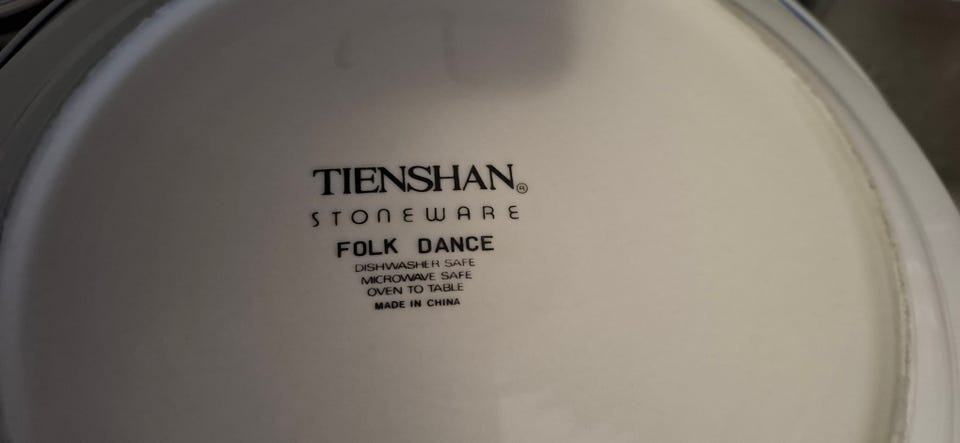 TIENSHAN®
STONEWARE
FOLK DANCE
DISHWASHER SAFE
MICROWAVE SAFE
OVEN TO TABLE
MADE IN CHINA